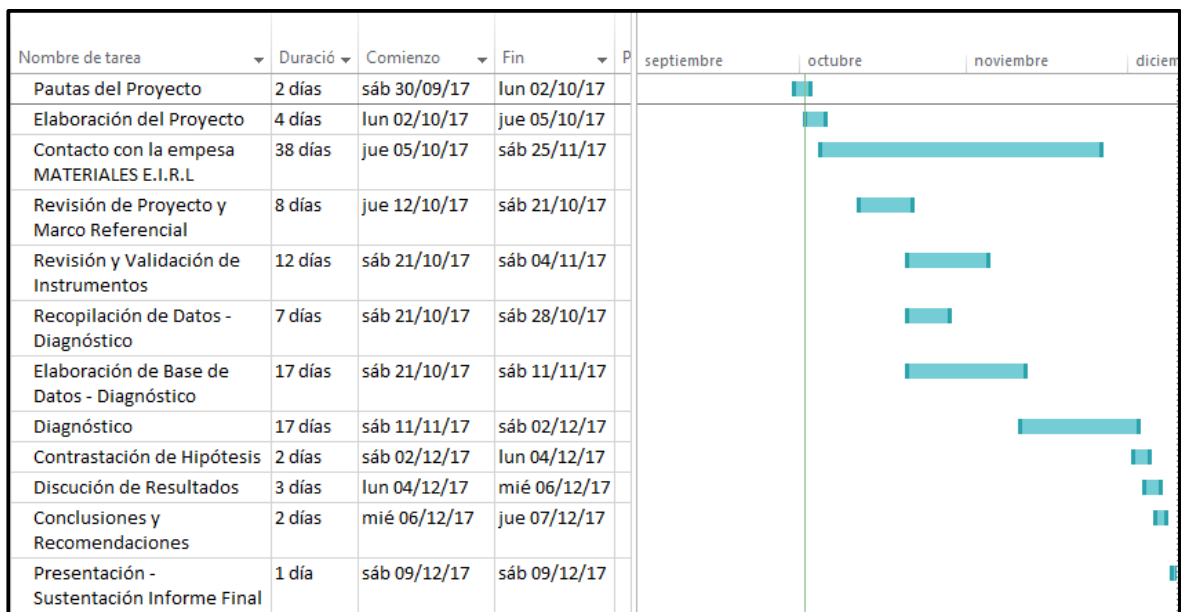 Nombre de tarea Duració Comienzo Fin P septiembre octubre noviembre diciem
Pautas del Proyecto 2 días sáb 30/09/17 lun 02/10/17
Elaboración del Proyecto 4 días lun 02/10/17 jue 05/10/17
Contacto con la empesa 38 días jue 05/10/17 sáb 25/11/17
MATERIALES E.I.R.L
Revisión de Proyecto y 8 días jue 12/10/17 sáb 21/10/17
Marco Referencial
Revisión y Validación de 12 días sáb 21/10/17 sáb 04/11/17
Instrumentos
Recopilación de Datos - 7 días sáb 21/10/17 sáb 28/10/17
Diagnóstico
Elaboración de Base de 17 días sáb 21/10/17 sáb 11/11/17
Datos - Diagnóstico
Diagnóstico 17 días sáb 11/11/17 sáb 02/12/17
Contrastación de Hipótesis 2 días sáb 02/12/17 lun 04/12/17
Discución de Resultados 3 días lun 04/12/17 mié 06/12/17
Conclusiones y 2 días mié 06/12/17 jue 07/12/17
Recomendaciones
Presentación - 1 día sáb 09/12/17 sáb 09/12/17
Sustentación Informe Final